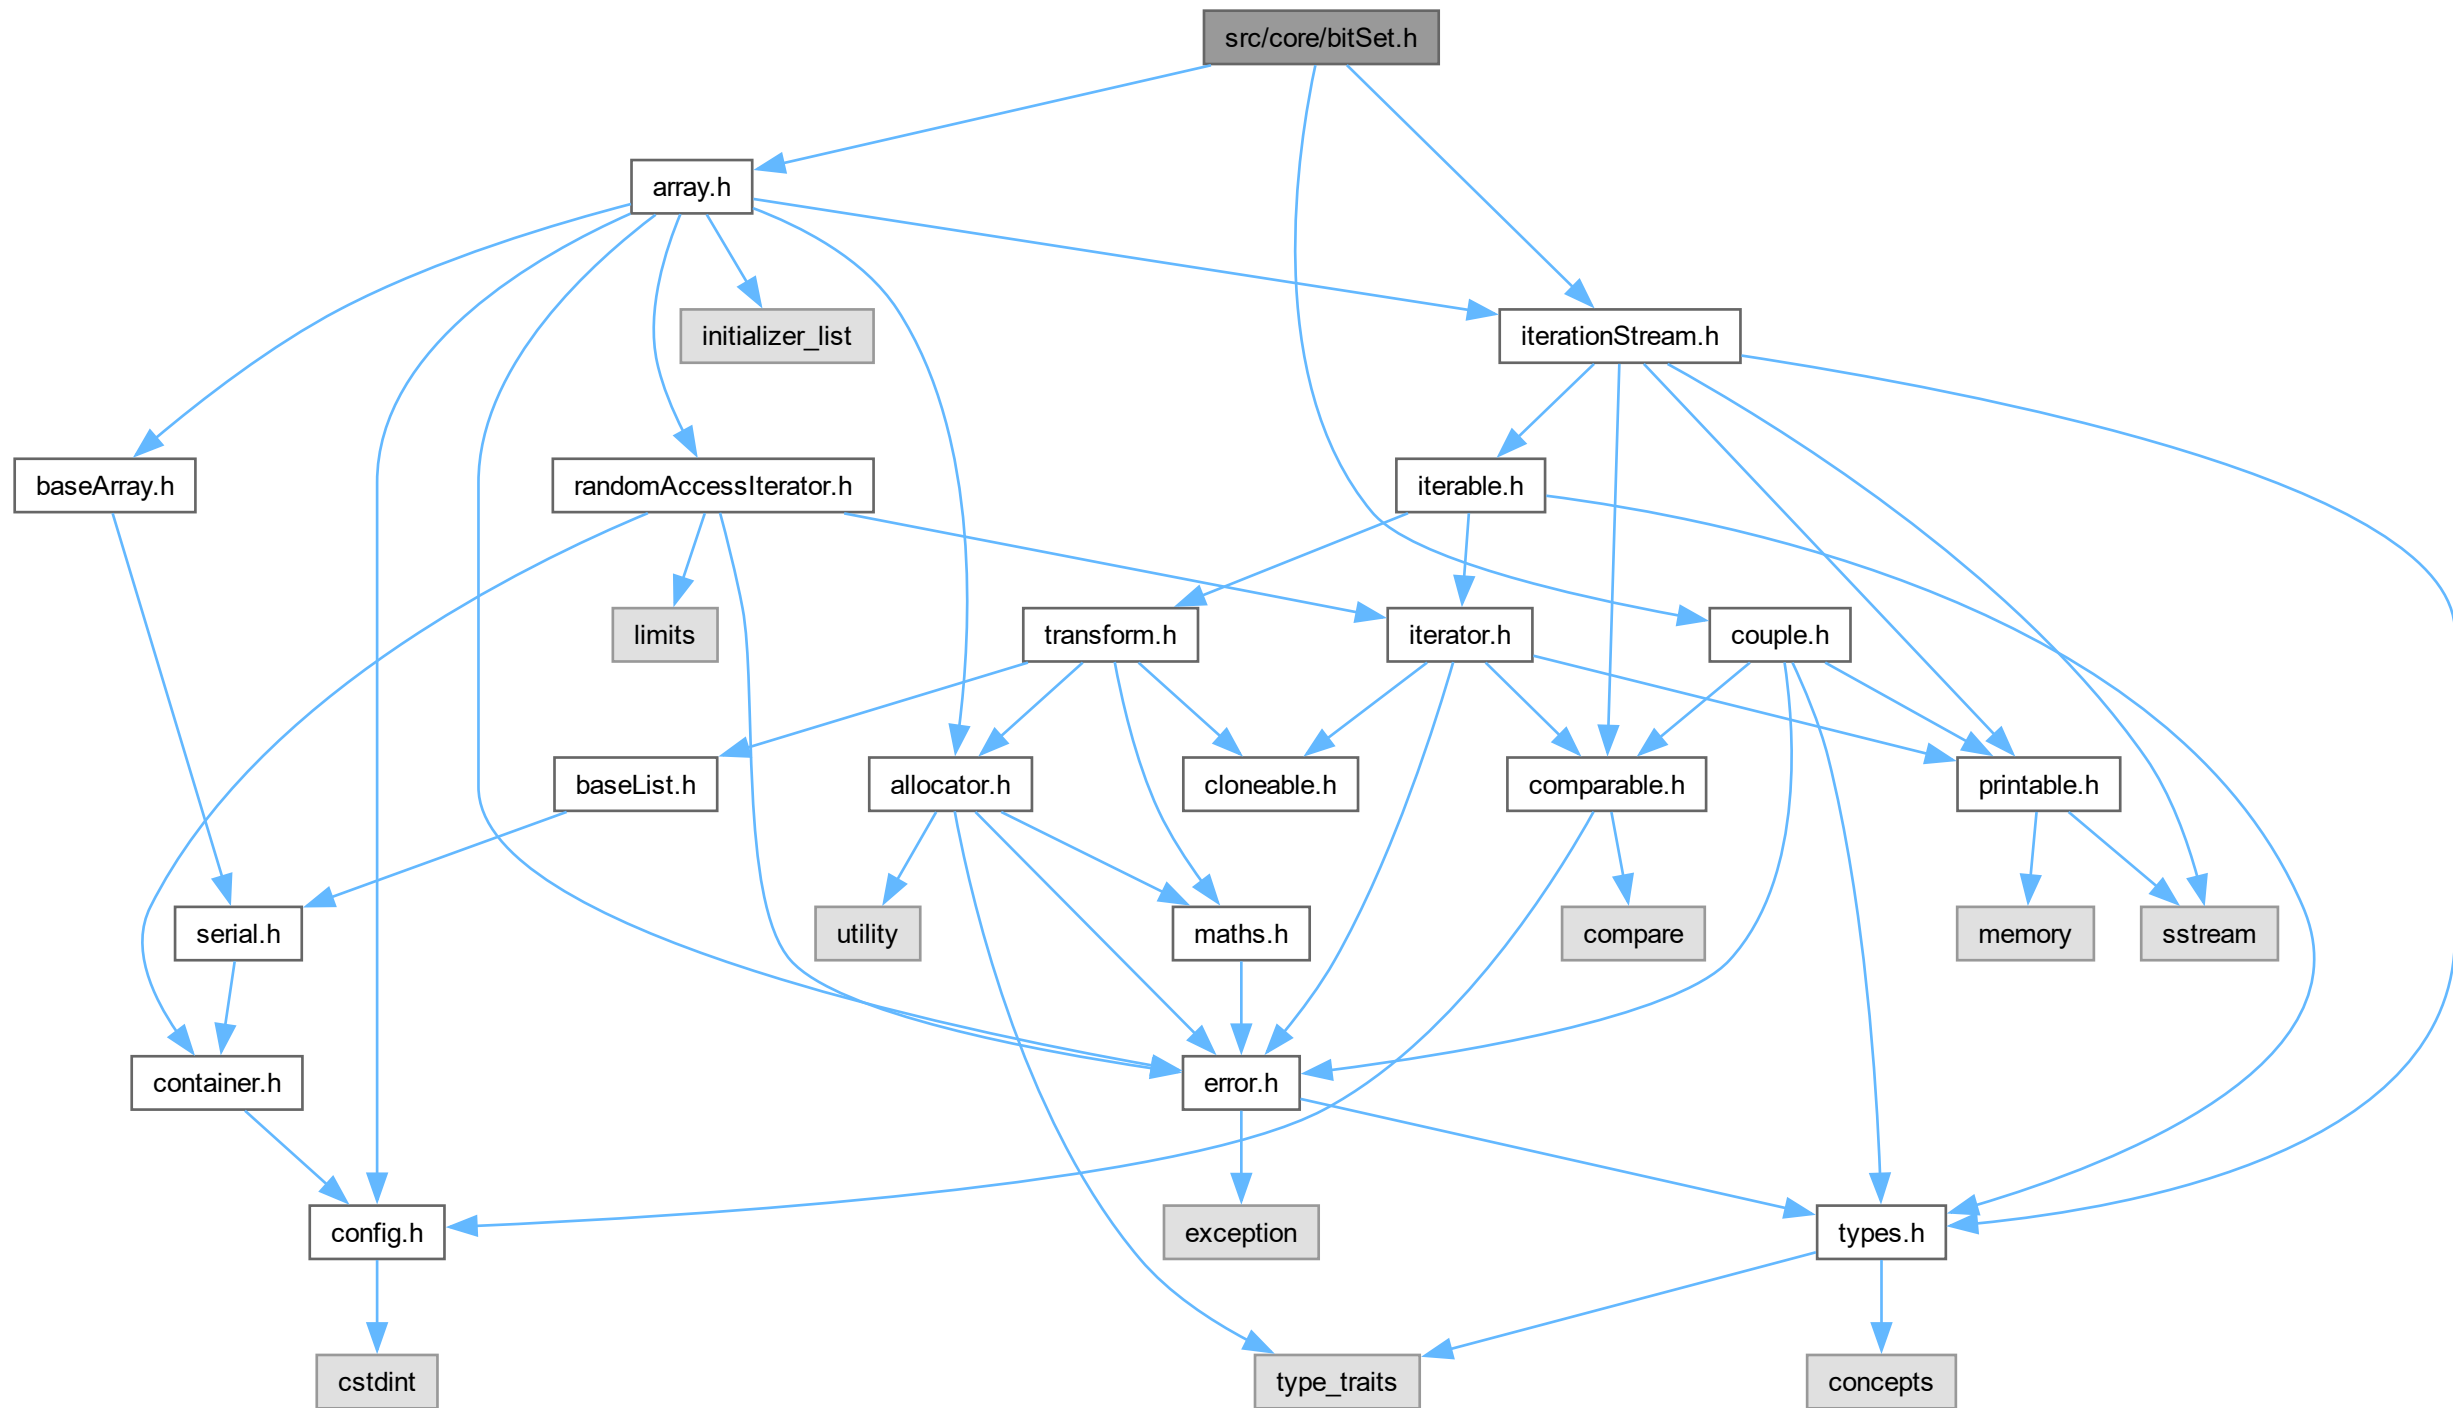 src/core/bitSet.h
array.h
initializer_list
iterationStream.h
baseArray.h
randomAccessIterator.h
iterable.h
limits
transform.h
iterator.h
couple.h
baseList.h
allocator.h
cloneable.h
comparable.h
printable.h
serial.h
utility
maths.h
compare
memory
sstream
container.h
error.h
config.h
exception
types.h
cstdint
type_traits
concepts